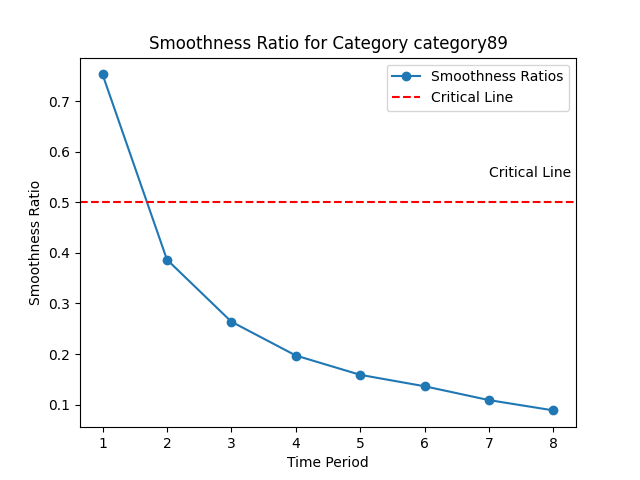 Smoothness Ratio for Category category89
Smoothness Ratios
Critical Line
Critical Line
Smoothness Ratio
0.7
0.6
0.5
0.4
0.3
0.2
0.1
1 2 3 4 5 6 7 8
Time Period